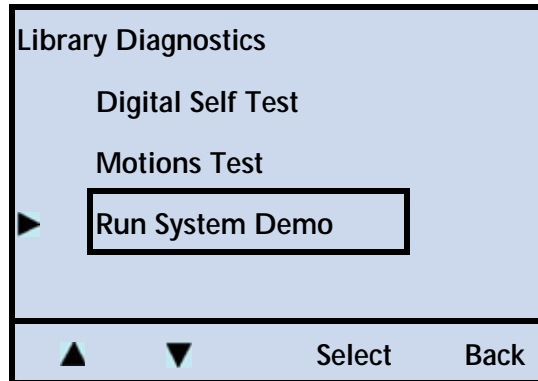 Library Diagnostics
Digital Self Test
Motions Test
Run System Demo
Select Back